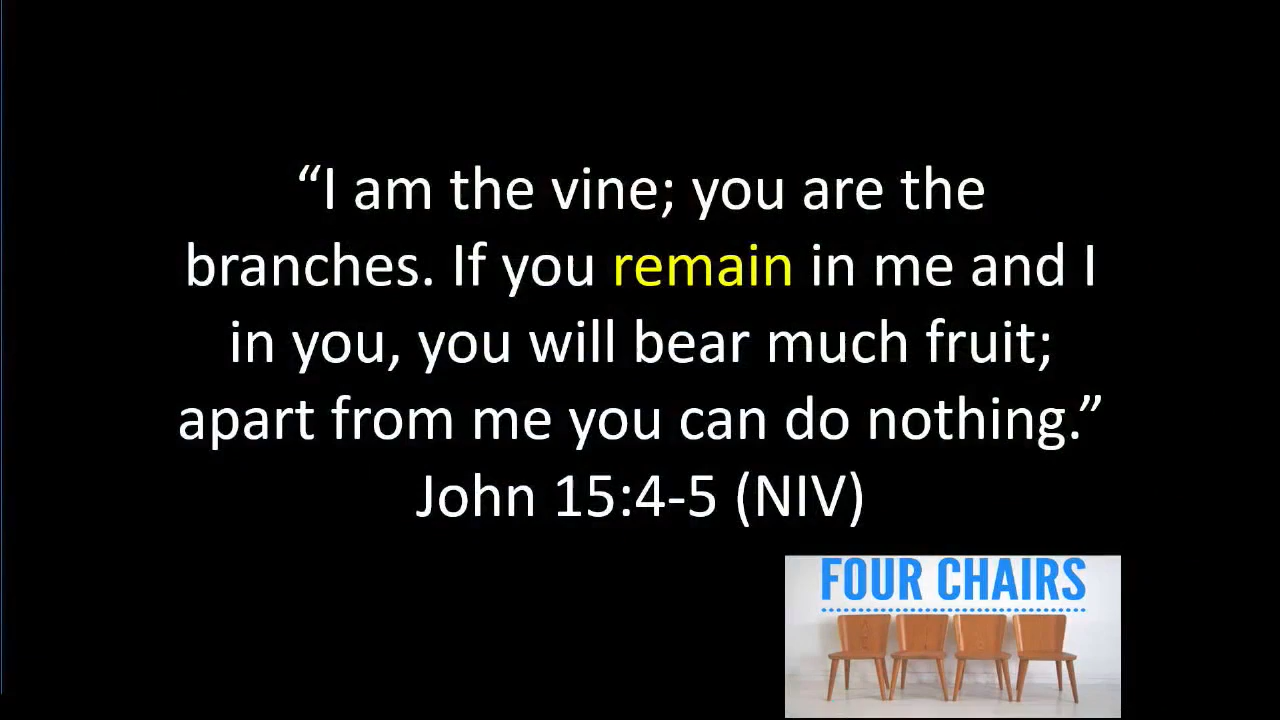 “I am the vine; you are the
branches. If you remain in me and I
in you, you will bear much fruit;
apart from me you can do nothing.”
John 15:4-5 (NIV)
FOUR CHAIRS